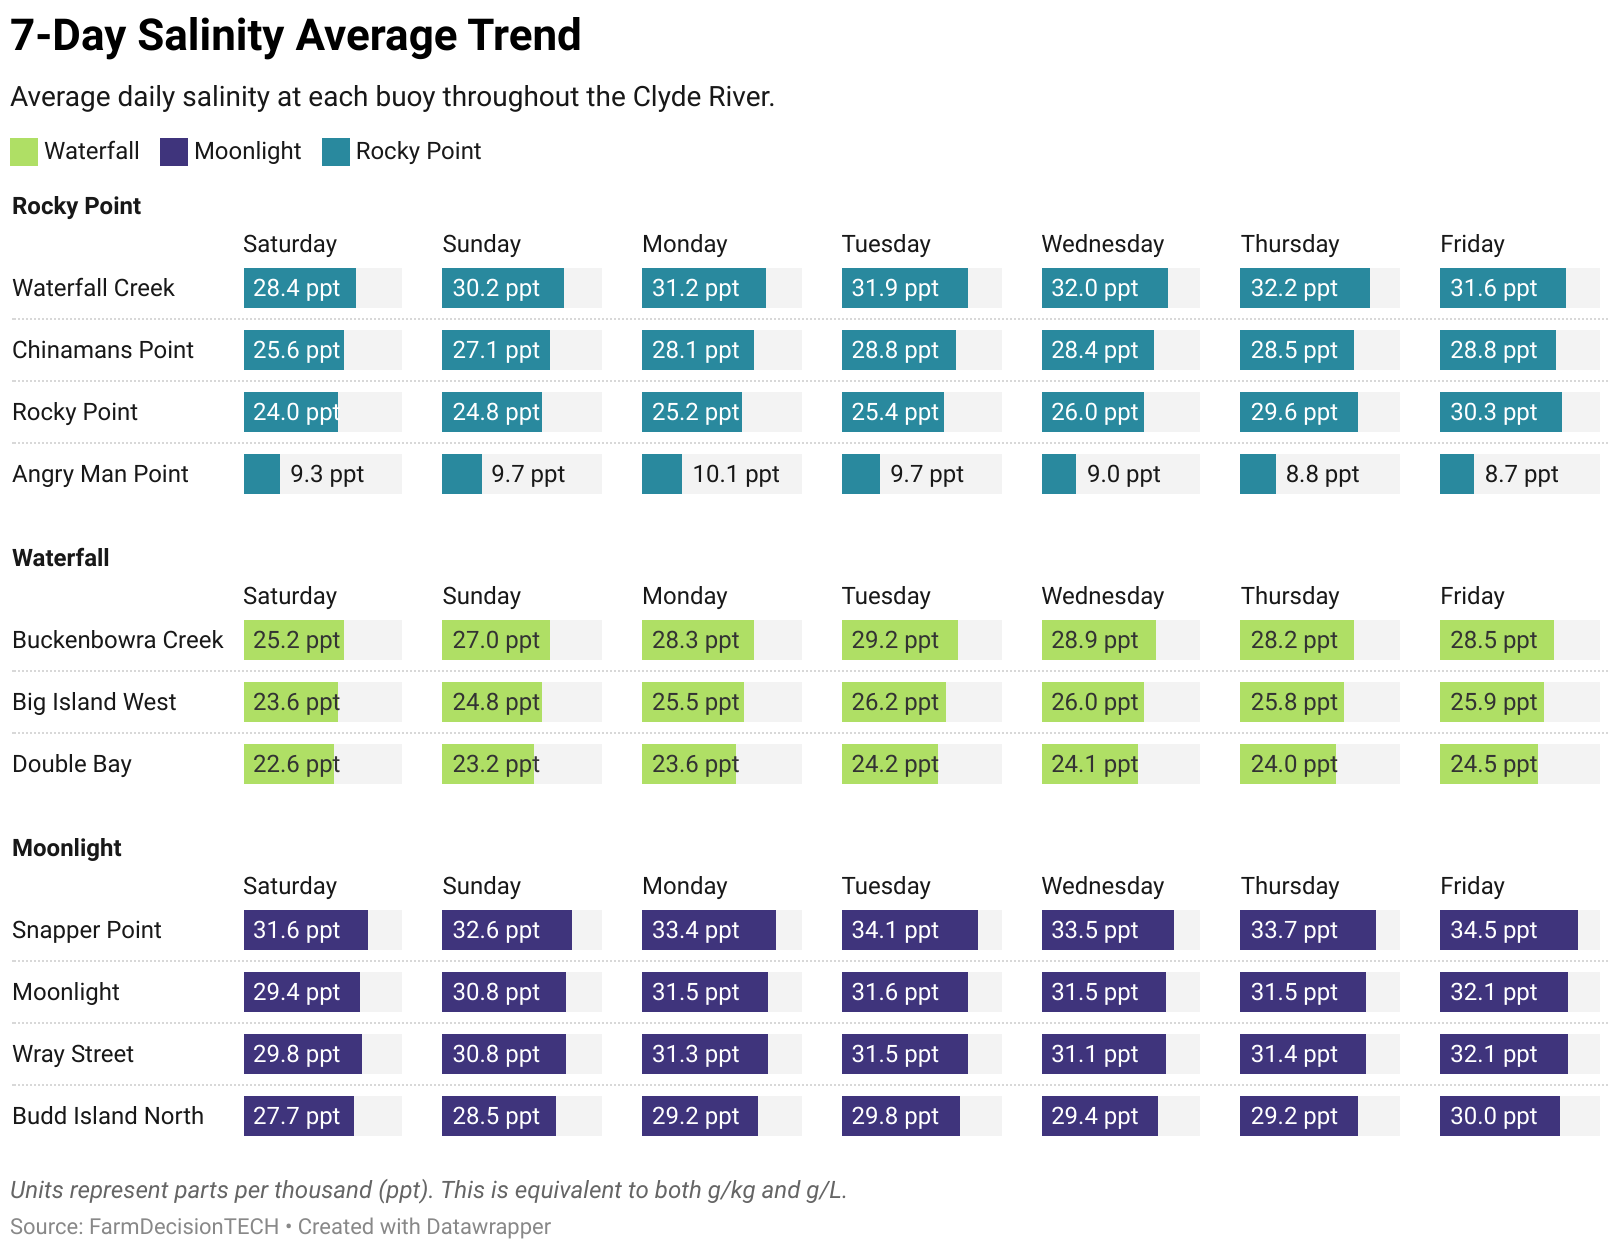 7-Day Salinity Average Trend
Average daily salinity at each buoy throughout the Clyde River.
Waterfall Moonlight Rocky Point
Rocky Point
Saturday Sunday Monday Tuesday Wednesday Thursday Friday
Waterfall Creek 28.4 ppt 30.2 ppt 31.2 ppt 31.9 ppt 32.0 ppt 32.2 ppt 31.6 ppt
Chinamans Point 25.6 ppt 27.1 ppt 28.1 ppt 28.8 ppt 28.4 ppt 28.5 ppt 28.8 ppt
Rocky Point 24.0 ppt 24.8 ppt 25.2 ppt 25.4 ppt 26.0 ppt 29.6 ppt 30.3 ppt
Angry Man Point 9.3 ppt 9.7 ppt 10.1 ppt 9.7 ppt 9.0 ppt 8.8 ppt 8.7 ppt
Waterfall
Saturday Sunday Monday Tuesday Wednesday Thursday Friday
Buckenbowra Creek 25.2 ppt 27.0 ppt 28.3 ppt 29.2 ppt 28.9 ppt 28.2 ppt 28.5 ppt
Big Island West 23.6 ppt 24.8 ppt 25.5 ppt 26.2 ppt 26.0 ppt 25.8 ppt 25.9 ppt
Double Bay 22.6 ppt 23.2 ppt 23.6 ppt 24.2 ppt 24.1 ppt 24.0 ppt 24.5 ppt
Moonlight
Saturday Sunday Monday Tuesday Wednesday Thursday Friday
Snapper Point 31.6 ppt 32.6 ppt 33.4 ppt 34.1 ppt 33.5 ppt 33.7 ppt 34.5 ppt
Moonlight 29.4 ppt 30.8 ppt 31.5 ppt 31.6 ppt 31.5 ppt 31.5 ppt 32.1 ppt
Wray Street 29.8 ppt 30.8 ppt 31.3 ppt 31.5 ppt 31.1 ppt 31.4 ppt 32.1 ppt
Budd Island North 27.7 ppt 28.5 ppt 29.2 ppt 29.8 ppt 29.4 ppt 29.2 ppt 30.0 ppt
Units represent parts per thousand (ppt). This is equivalent to both g/kg and g/L.
Source: FarmDecisionTECH • Created with Datawrapper